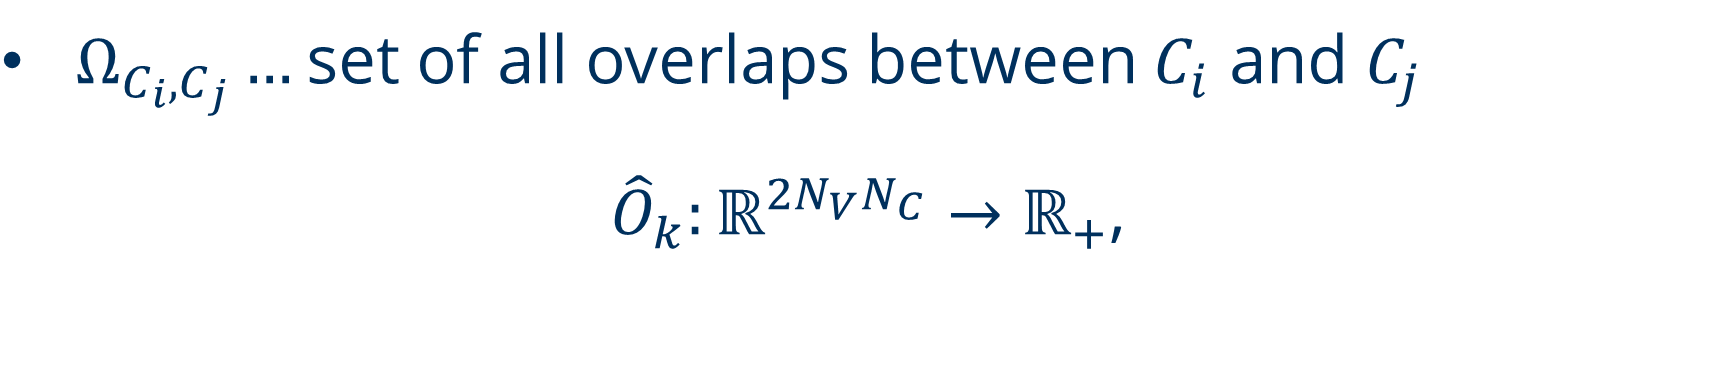 • Ω_{C_i,C_j} ... set of all overlaps between C_i and C_j
Ô_k: ℝ^{2N_V N_C} → ℝ_+,